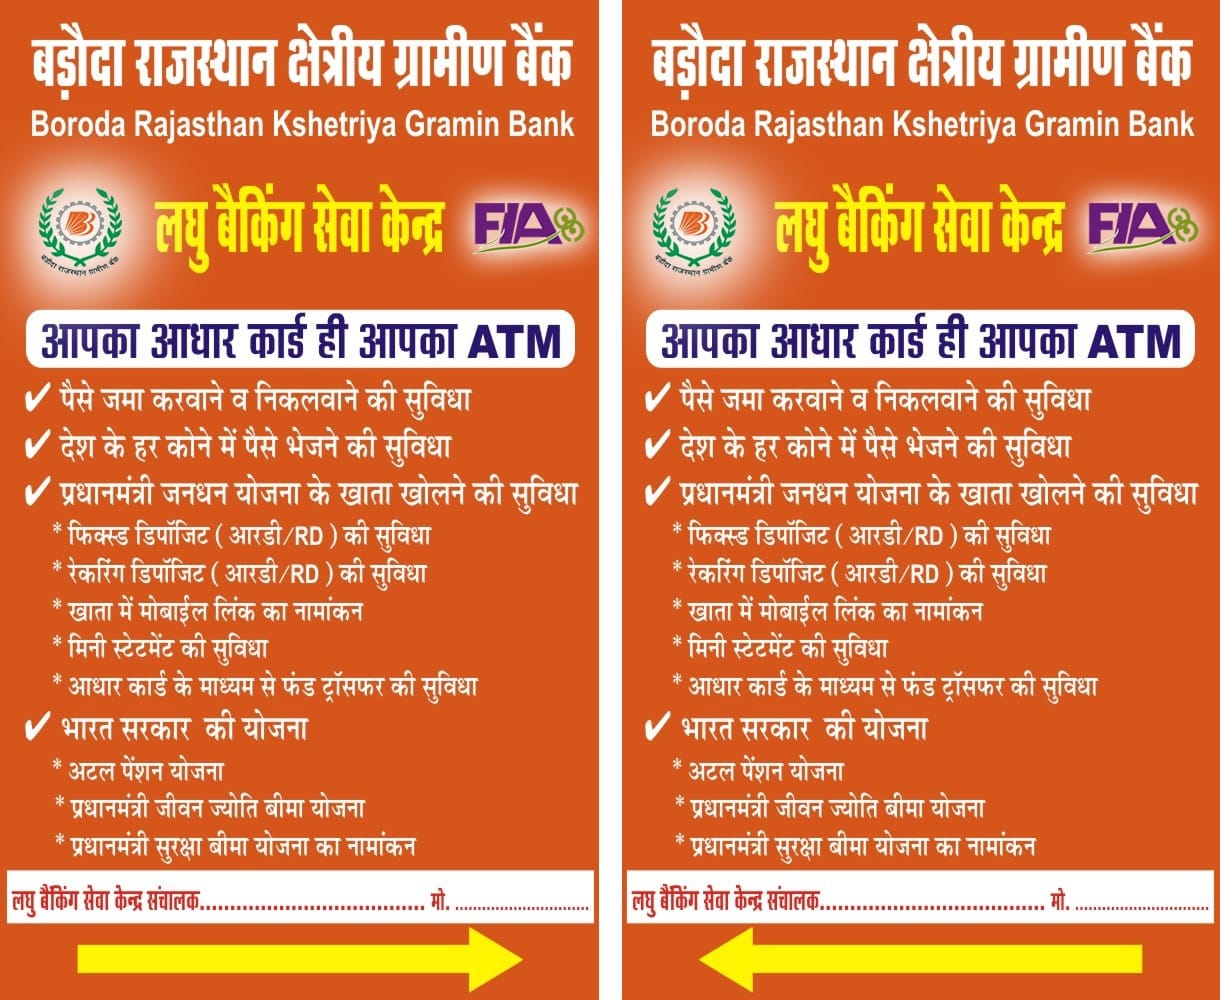 बड़ौदा राजस्थान क्षेत्रीय ग्रामीण बैंक
Boroda Rajasthan Kshetriya Gramin Bank
बड़ौदा राजस्थान ग्रामीण बैंक
लघु बैकिंग सेवा केन्द्र
FIA
आपका आधार कार्ड ही आपका ATM
✔ पैसे जमा करवाने व निकलवाने की सुविधा
✔ देश के हर कोने में पैसे भेजने की सुविधा
✔ प्रधानमंत्री जनधन योजना के खाता खोलने की सुविधा
* फिक्स्ड डिपॉजिट ( आरडी/RD ) की सुविधा
* रेकरिंग डिपॉजिट ( आरडी/RD ) की सुविधा
* खाता में मोबाईल लिंक का नामांकन
* मिनी स्टेटमेंट की सुविधा
* आधार कार्ड के माध्यम से फंड ट्रॉसफर की सुविधा
✔ भारत सरकार की योजना
* अटल पेंशन योजना
* प्रधानमंत्री जीवन ज्योति बीमा योजना
* प्रधानमंत्री सुरक्षा बीमा योजना का नामांकन
लघु बैंकिंग सेवा केन्द्र संचालक...................................... मो. ..............................
बड़ौदा राजस्थान क्षेत्रीय ग्रामीण बैंक
Boroda Rajasthan Kshetriya Gramin Bank
बड़ौदा राजस्थान ग्रामीण बैंक
लघु बैकिंग सेवा केन्द्र
FIA
आपका आधार कार्ड ही आपका ATM
✔ पैसे जमा करवाने व निकलवाने की सुविधा
✔ देश के हर कोने में पैसे भेजने की सुविधा
✔ प्रधानमंत्री जनधन योजना के खाता खोलने की सुविधा
* फिक्स्ड डिपॉजिट ( आरडी/RD ) की सुविधा
* रेकरिंग डिपॉजिट ( आरडी/RD ) की सुविधा
* खाता में मोबाईल लिंक का नामांकन
* मिनी स्टेटमेंट की सुविधा
* आधार कार्ड के माध्यम से फंड ट्रॉसफर की सुविधा
✔ भारत सरकार की योजना
* अटल पेंशन योजना
* प्रधानमंत्री जीवन ज्योति बीमा योजना
* प्रधानमंत्री सुरक्षा बीमा योजना का नामांकन
लघु बैंकिंग सेवा केन्द्र संचालक...................................... मो. ..............................